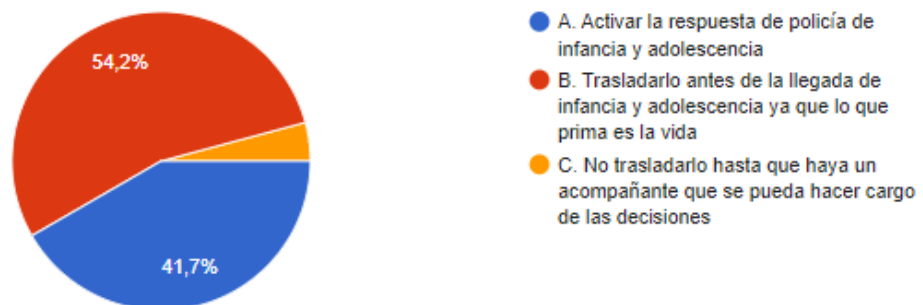 54,2%
41,7%
A. Activar la respuesta de policía de
infancia y adolescencia
B. Trasladarlo antes de la llegada de
infancia y adolescencia ya que lo que
prima es la vida
C. No trasladarlo hasta que haya un
acompañante que se pueda hacer cargo
de las decisiones